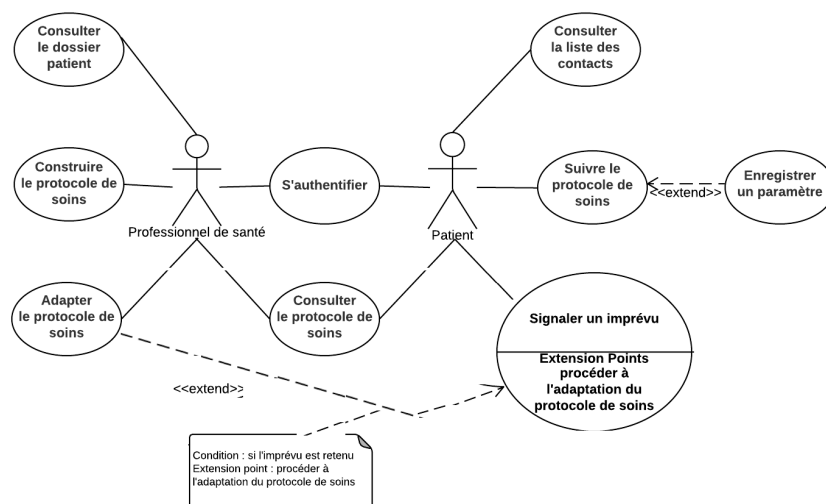 Consulter
le dossier
patient
Consulter
la liste des
contacts
Construire
le protocole de
soins
S'authentifier
Suivre le
protocole de
soins
<<extend>>
Enregistrer
un paramètre
Professionnel de santé
Patient
Adapter
le protocole de
soins
Consulter
le protocole de
soins
Signaler un imprévu
Extension Points
procéder à
l'adaptation du
protocole de soins
<<extend>>
Condition : si l'imprévu est retenu
Extension point : procéder à
l'adaptation du protocole de soins